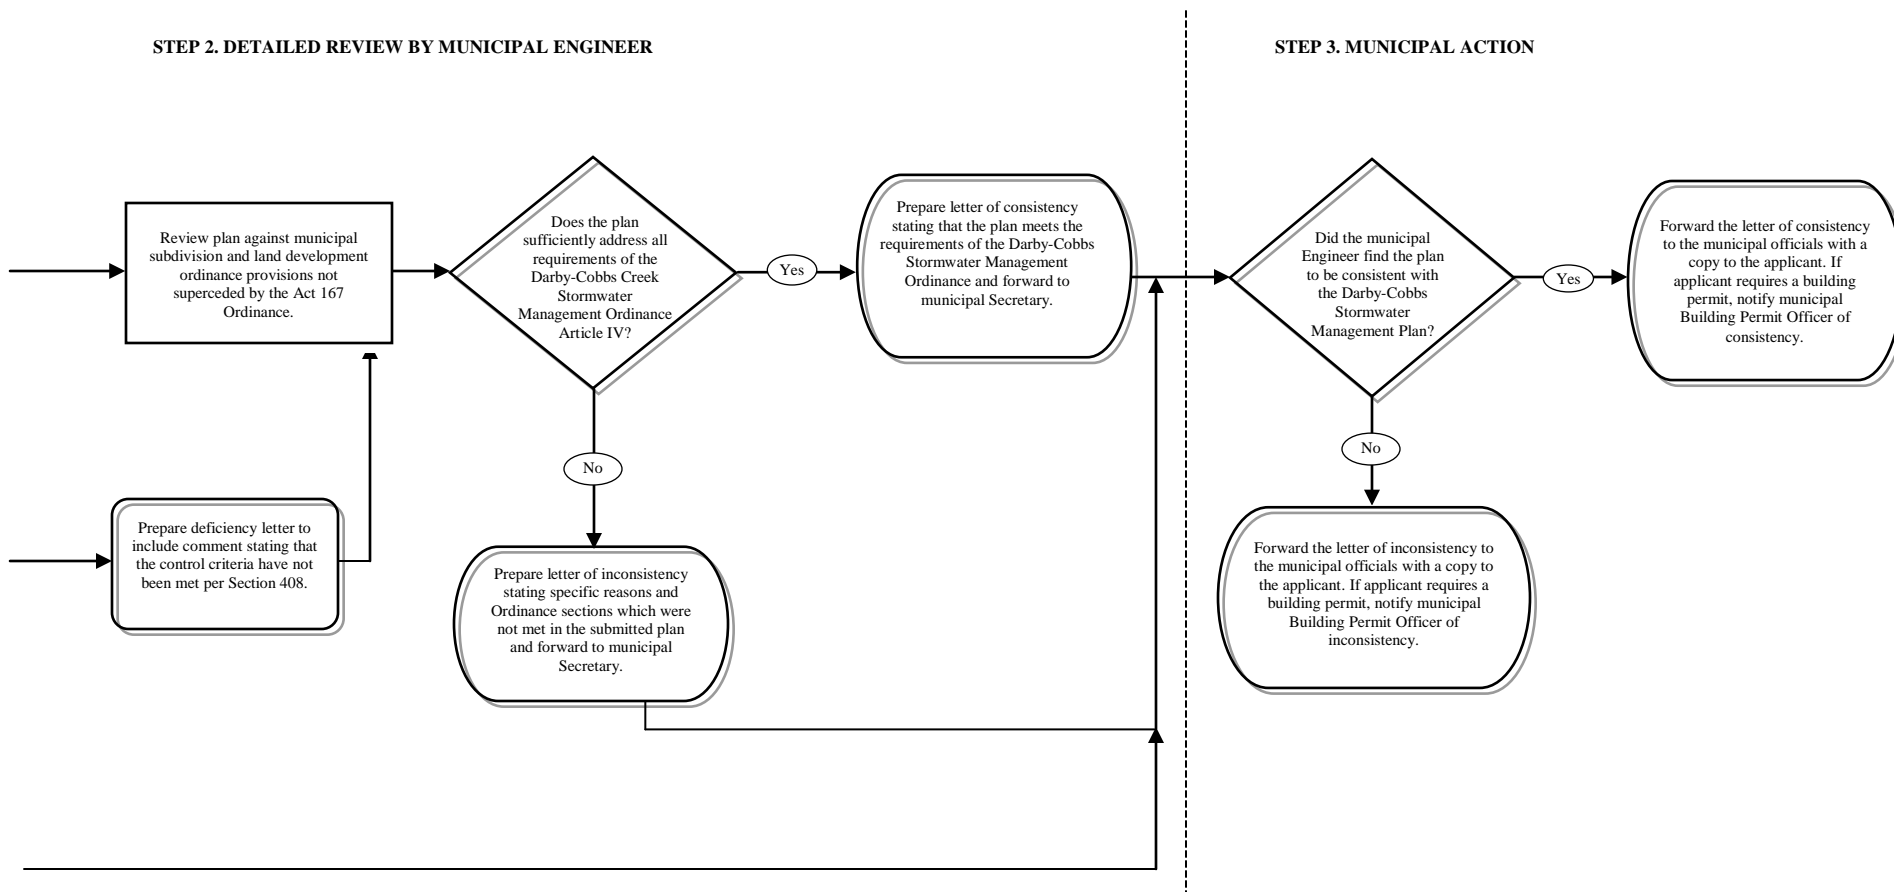 STEP 2. DETAILED REVIEW BY MUNICIPAL ENGINEER
Review plan against municipal
subdivision and land development
ordinance provisions not
superceded by the Act 167
Ordinance.
Does the plan
sufficiently address all
requirements of the
Darby-Cobbs Creek
Stormwater
Management Ordinance
Article IV?
Yes
Prepare letter of consistency
stating that the plan meets the
requirements of the Darby-Cobbs
Stormwater Management
Ordinance and forward to
municipal Secretary.
No
Prepare deficiency letter to
include comment stating that
the control criteria have not
been met per Section 408.
Prepare letter of inconsistency
stating specific reasons and
Ordinance sections which were
not met in the submitted plan
and forward to municipal
Secretary.
STEP 3. MUNICIPAL ACTION
Did the municipal
Engineer find the plan
to be consistent with
the Darby-Cobbs
Stormwater
Management Plan?
Yes
Forward the letter of consistency
to the municipal officials with a
copy to the applicant. If
applicant requires a building
permit, notify municipal
Building Permit Officer of
consistency.
No
Forward the letter of inconsistency to
the municipal officials with a copy to
the applicant. If applicant requires a
building permit, notify municipal
Building Permit Officer of
inconsistency.